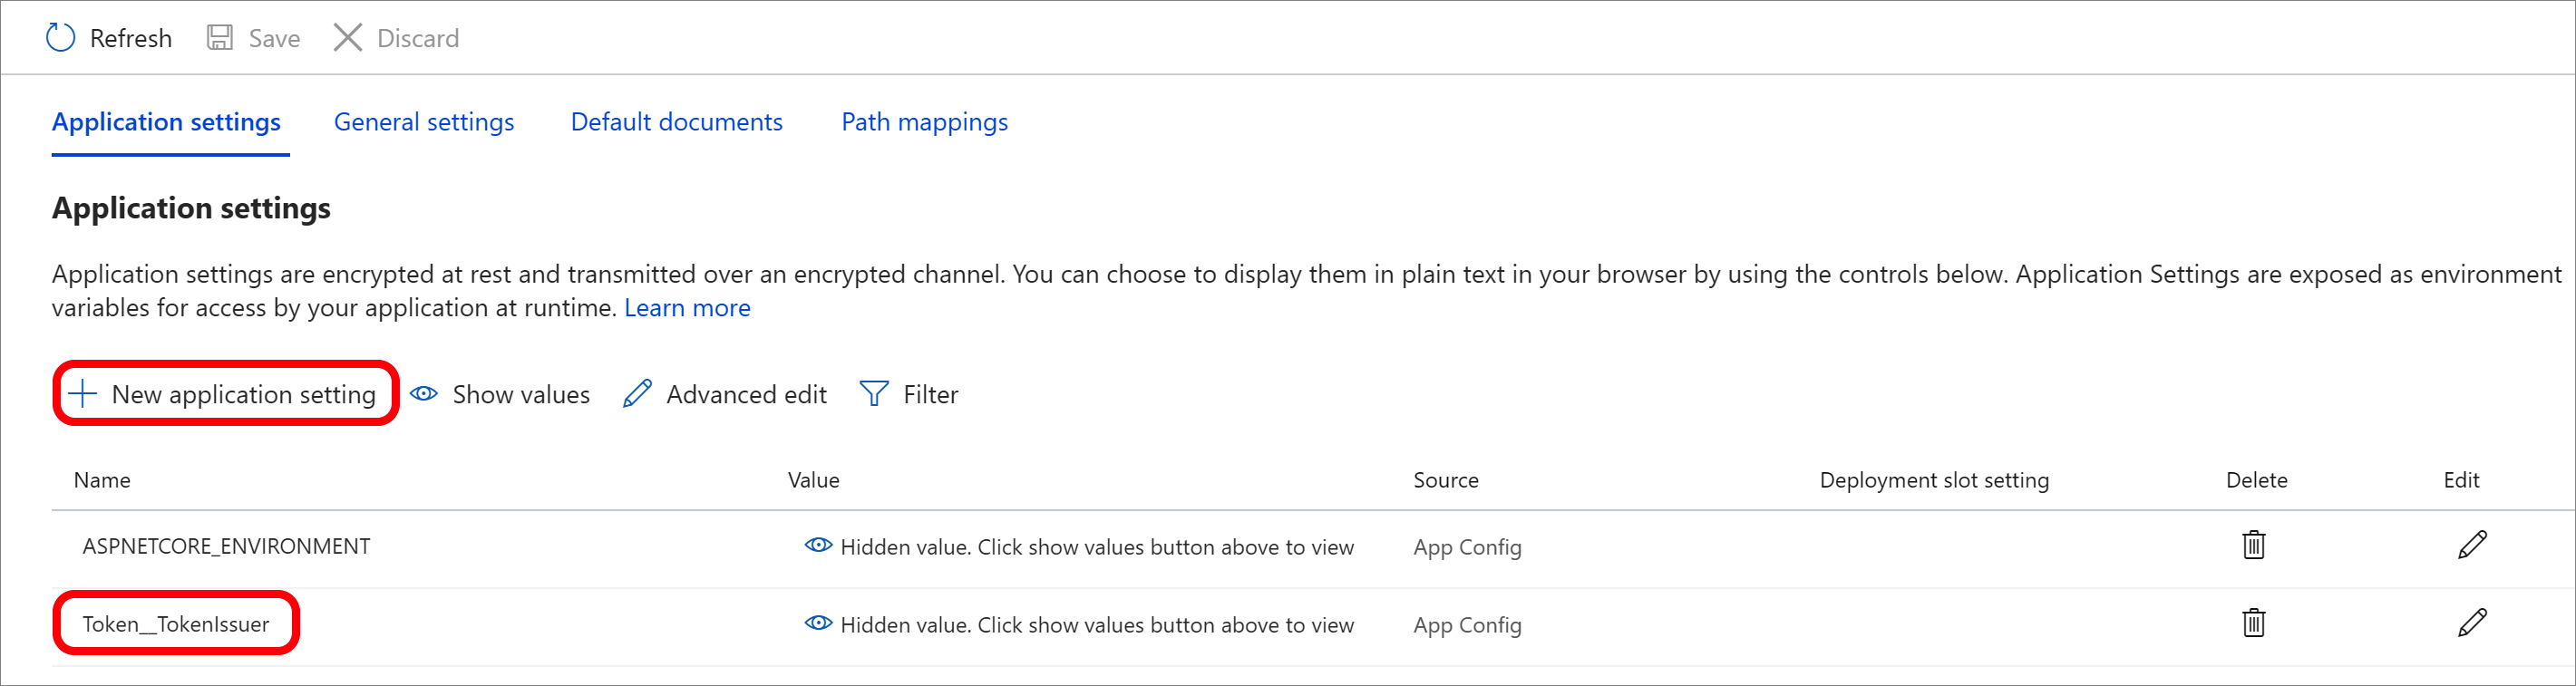 Refresh Save Discard
Application settings General settings Default documents Path mappings
Application settings
Application settings are encrypted at rest and transmitted over an encrypted channel. You can choose to display them in plain text in your browser by using the controls below. Application Settings are exposed as environment
variables for access by your application at runtime. Learn more
New application setting Show values Advanced edit Filter
Name Value Source Deployment slot setting Delete Edit
ASPNETCORE_ENVIRONMENT Hidden value. Click show values button above to view App Config
Token__TokenIssuer Hidden value. Click show values button above to view App Config